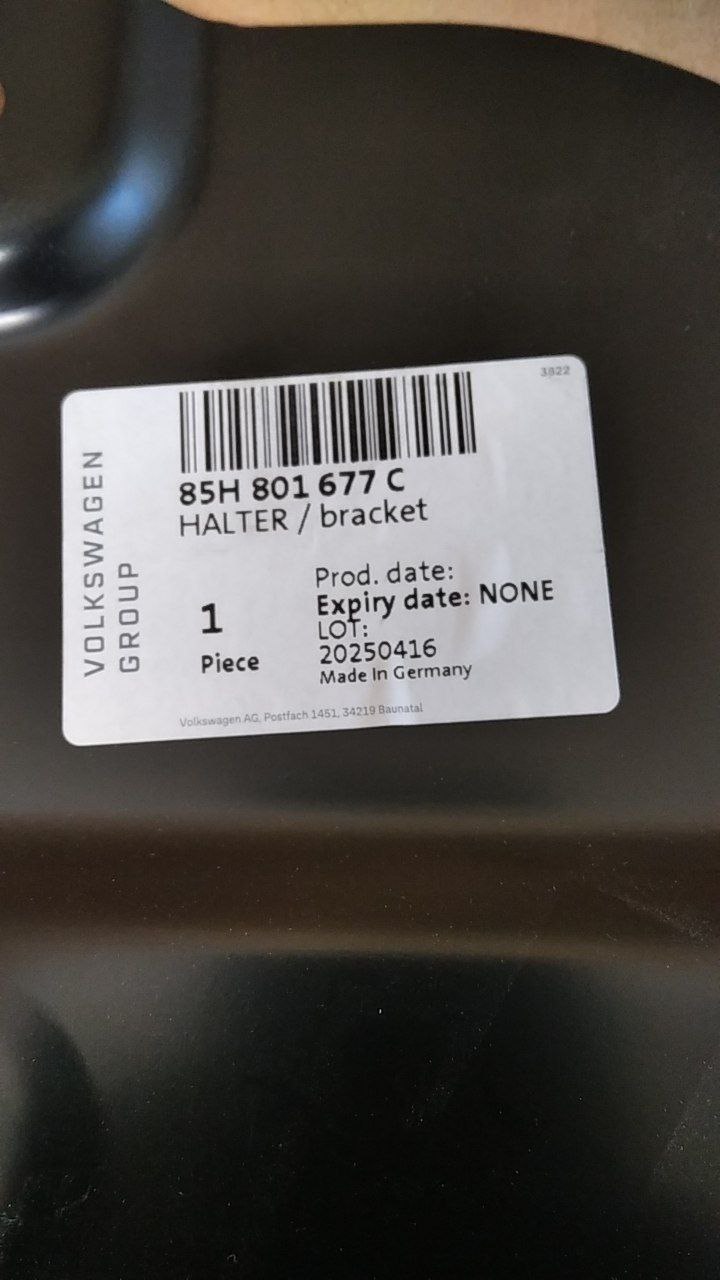 3822
85H 801 677 C
HALTER / bracket
VOLKSWAGEN
GROUP
1
Piece
Prod. date:
Expiry date: NONE
LOT:
20250416
Made In Germany
Volkswagen AG, Postfach 1451, 34219 Baunatal